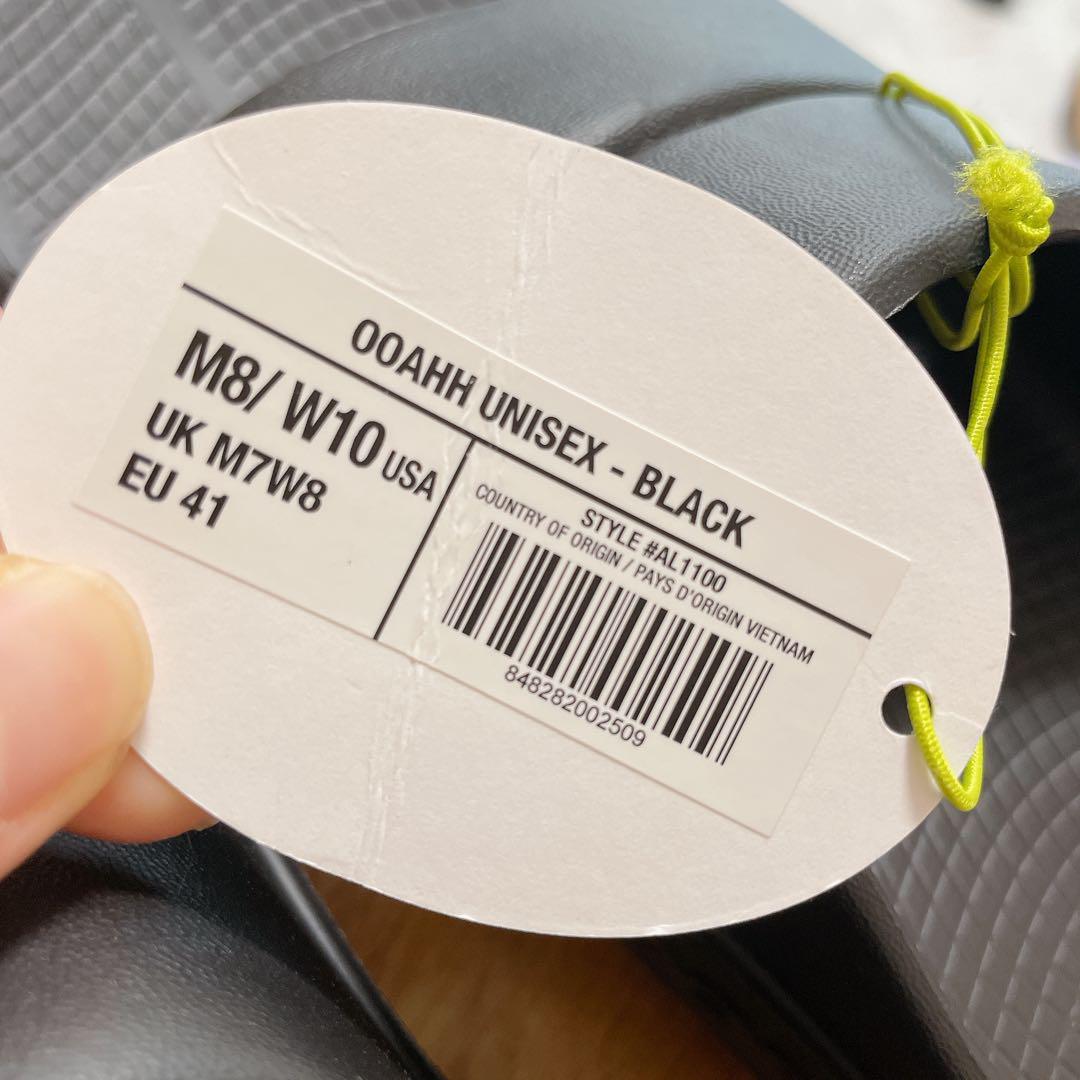 OOAHH UNISEX - BLACK
M8/ W10 USA
UK M7W8
EU 41
STYLE #AL1100
COUNTRY OF ORIGIN / PAYS D'ORIGIN VIETNAM
848282002509